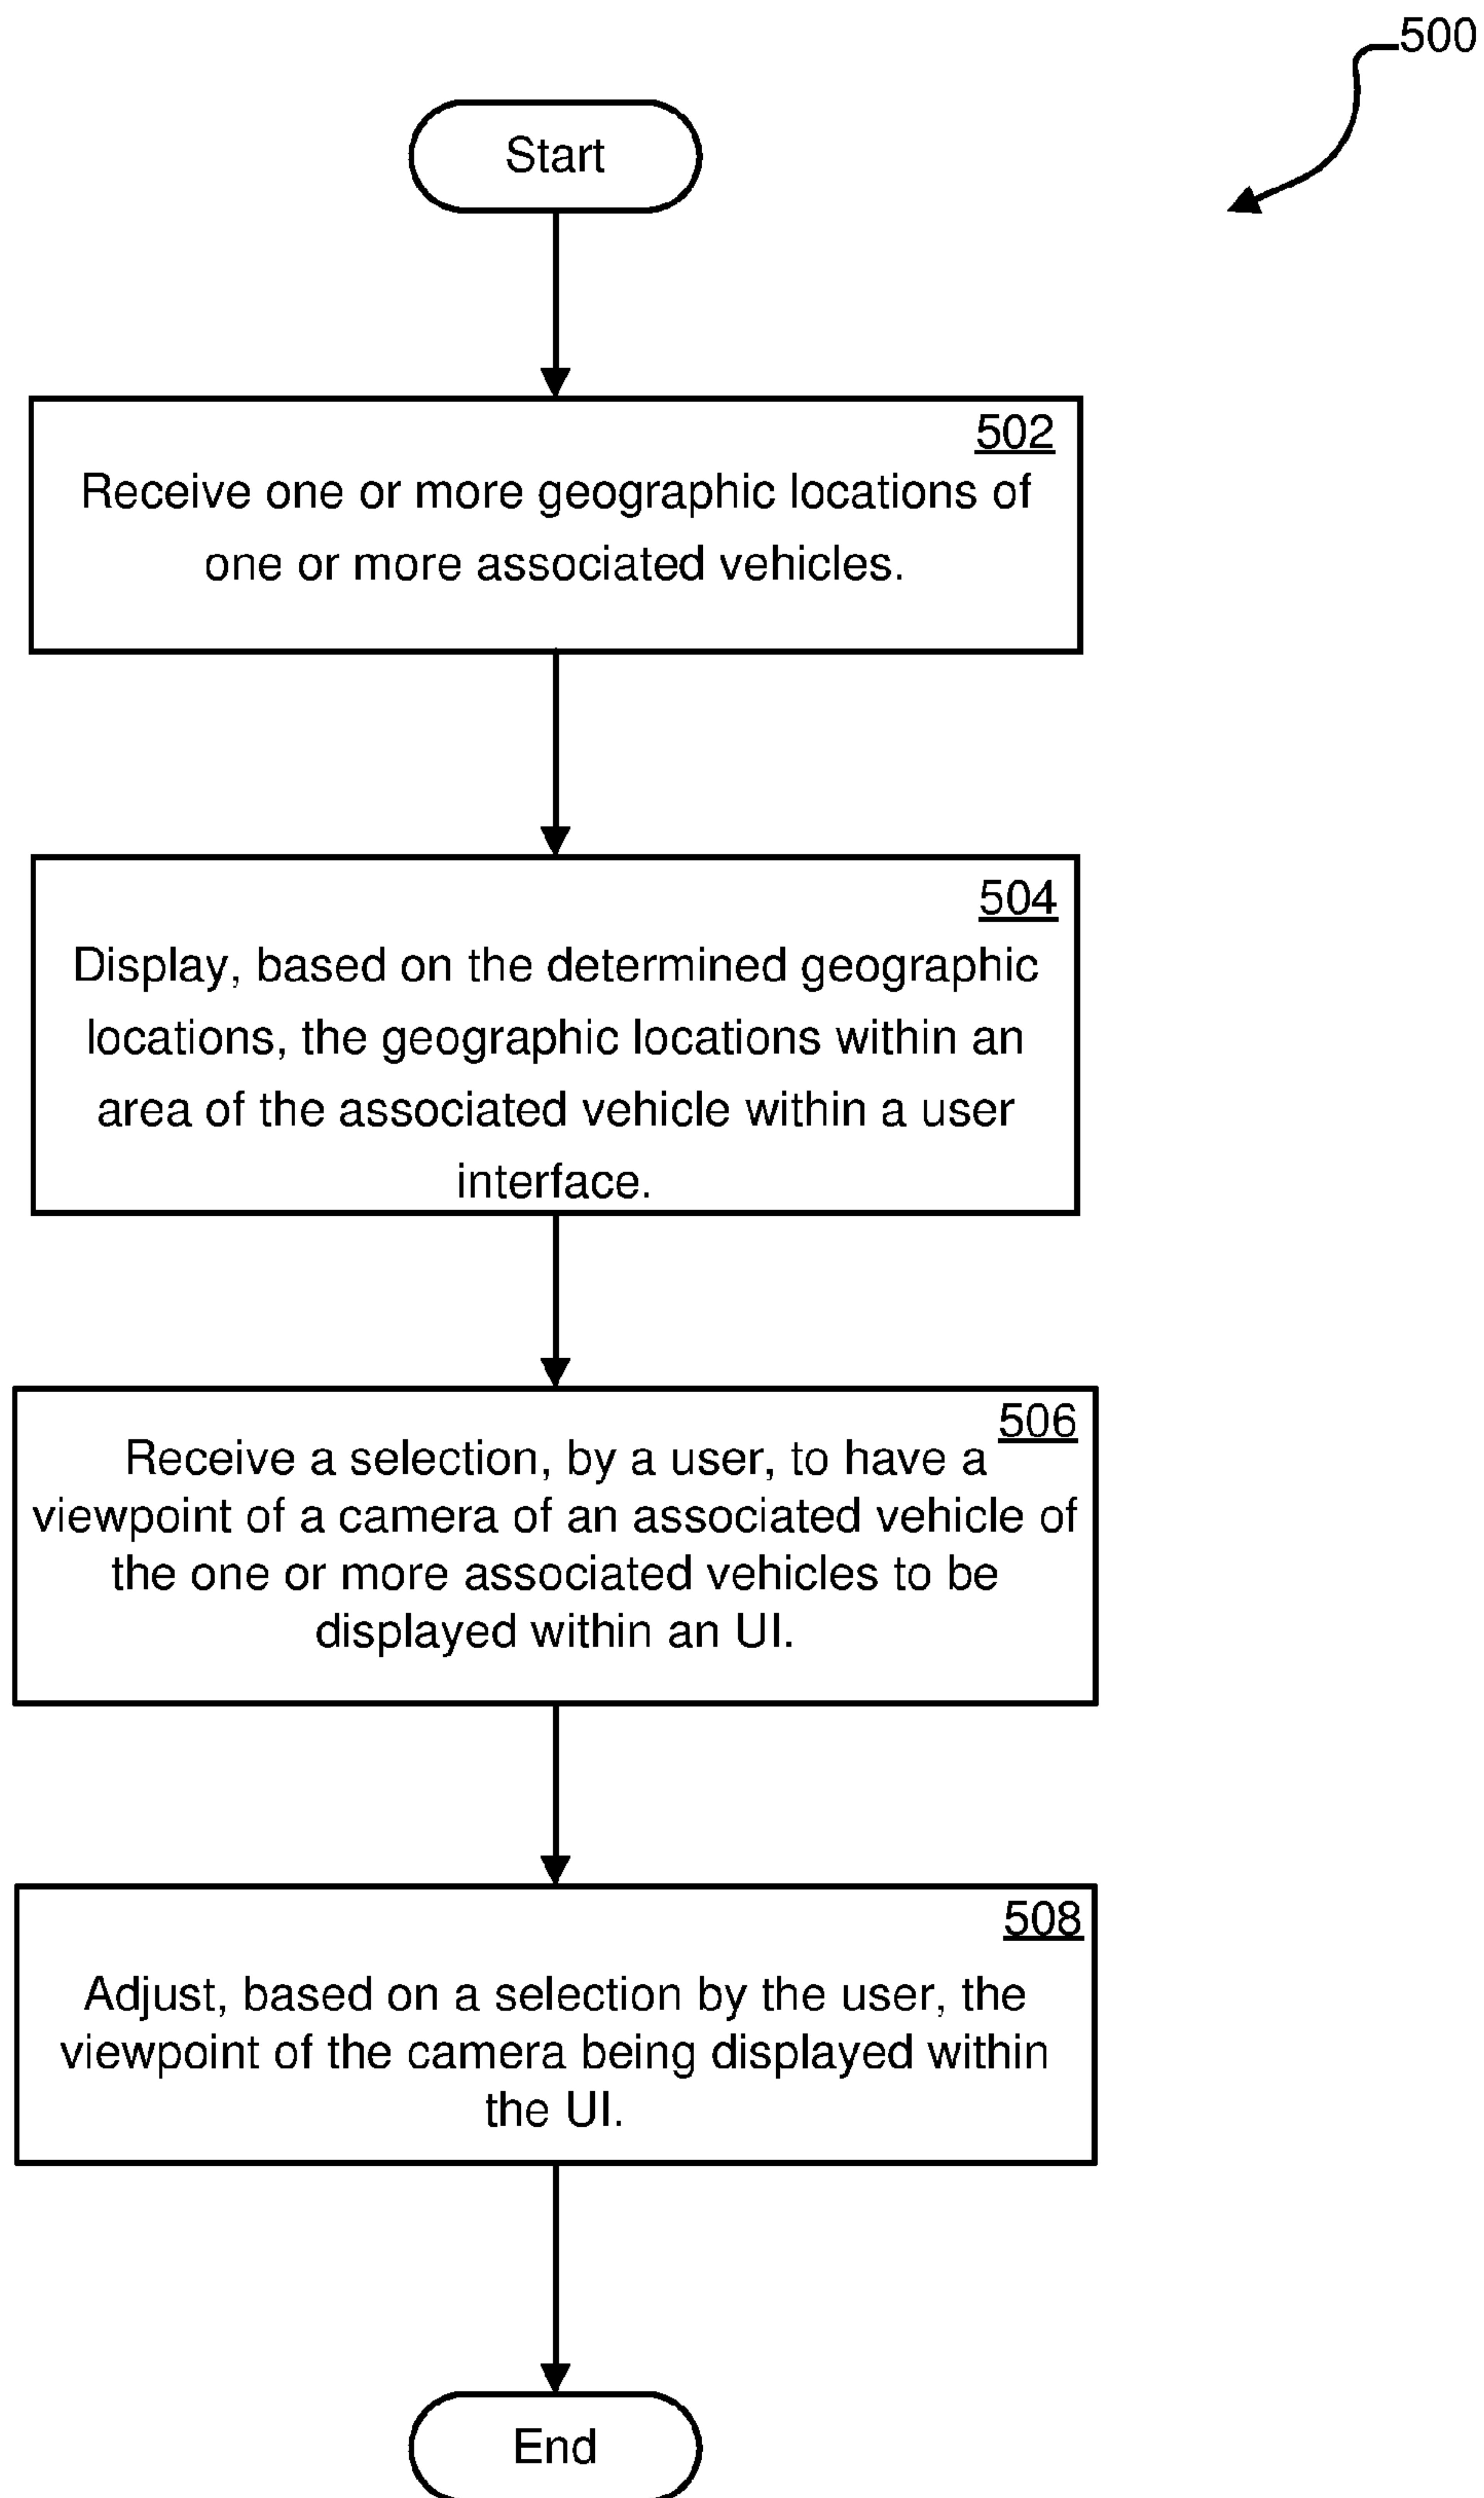 500
Start
502
Receive one or more geographic locations of
one or more associated vehicles.
504
Display, based on the determined geographic
locations, the geographic locations within an
area of the associated vehicle within a user
interface.
506
Receive a selection, by a user, to have a
viewpoint of a camera of an associated vehicle of
the one or more associated vehicles to be
displayed within an UI.
508
Adjust, based on a selection by the user, the
viewpoint of the camera being displayed within
the UI.
End